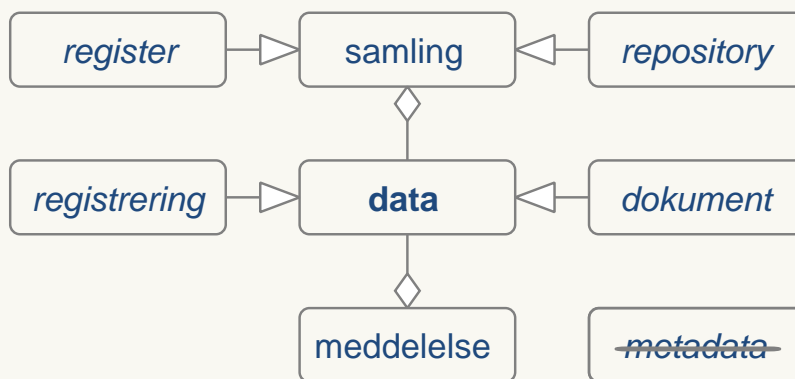 register
samling
repository
registrering
data
dokument
meddelelse
metadata